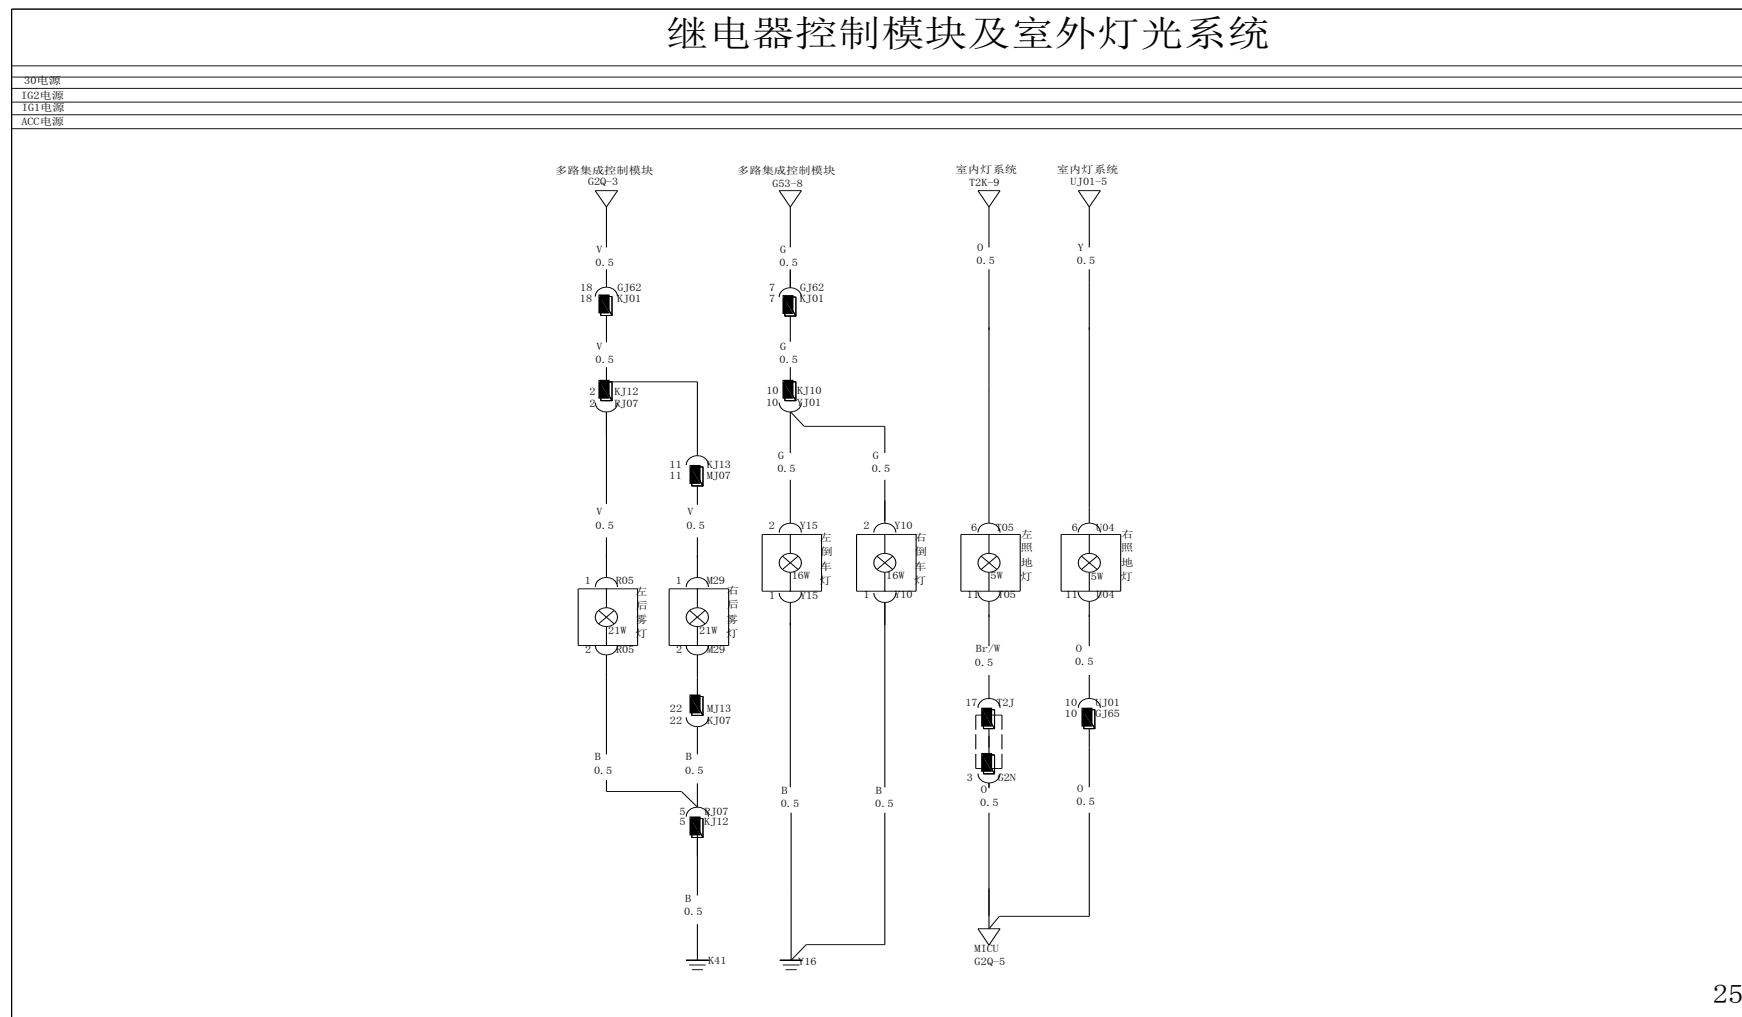 继电器控制模块及室外灯光系统
30电源
IG2电源
IG1电源
ACC电源
多路集成控制模块
G2Q-3
多路集成控制模块
G53-8
室内灯系统
T2K-9
室内灯系统
UJ01-5
V
0.5
G
0.5
O
0.5
Y
0.5
18 GJ62
18 KJ01
7 GJ62
7 KJ01
V
0.5
G
0.5
2 KJ12
2 RJ07
10 KJ10
10 YJ01
11 KJ13
11 MJ07
G
0.5
G
0.5
V
0.5
V
0.5
2 Y15
左倒车灯
16W
1 Y15
2 Y10
右倒车灯
16W
1 Y10
6 T05
左照地灯
5W
11 T05
6 U04
右照地灯
5W
11 U04
1 R05
左后雾灯
21W
2 R05
1 M29
右后雾灯
21W
2 M29
Br/W
0.5
O
0.5
22 MJ13
22 KJ07
17 T2J
10 UJ01
10 GJ65
B
0.5
B
0.5
3 G2N
O
0.5
O
0.5
B
0.5
B
0.5
5 RJ07
5 KJ12
B
0.5
K41
Y16
MICU
G2Q-5
25